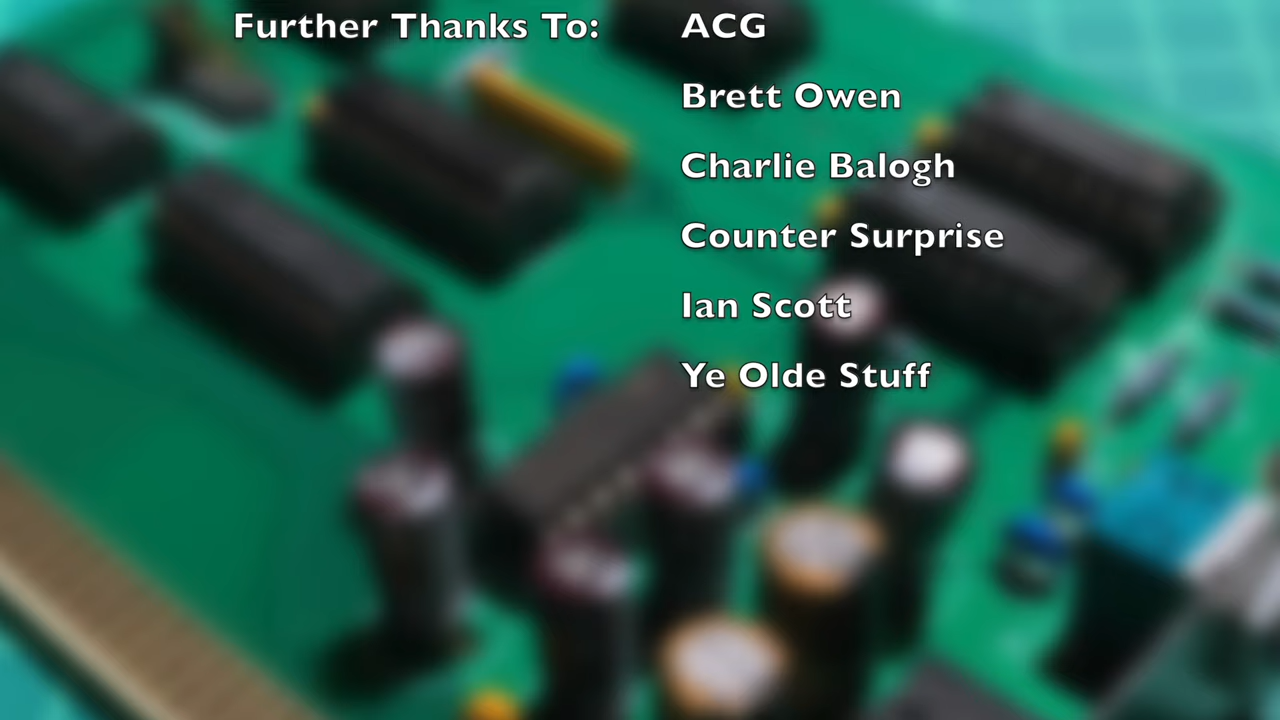 Further Thanks To: ACG
Brett Owen
Charlie Balogh
Counter Surprise
Ian Scott
Ye Olde Stuff